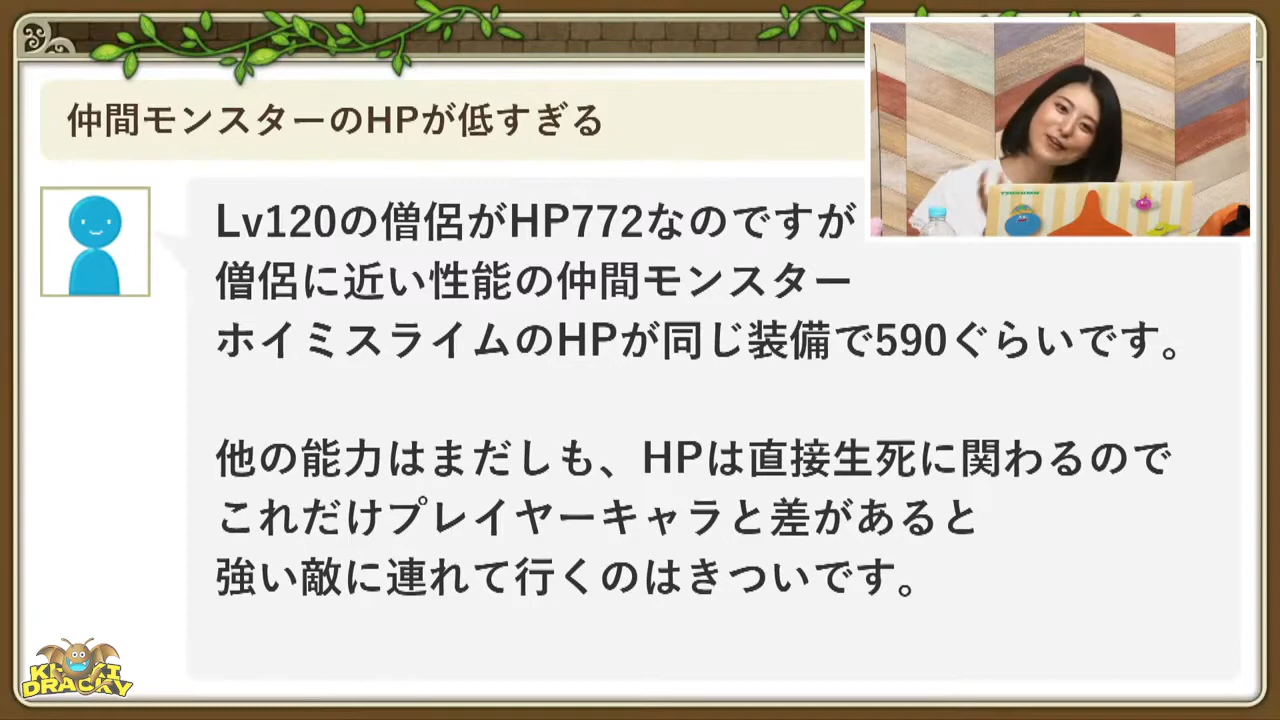 仲間モンスターのHPが低すぎる
Lv120の僧侶がHP772なのですが
僧侶に近い性能の仲間モンスター
ホイミスライムのHPが同じ装備で590ぐらいです。
他の能力はまだしも、HPは直接生死に関わるので
これだけプレイヤーキャラと差があると
強い敵に連れて行くのはきついです。
DRACKY